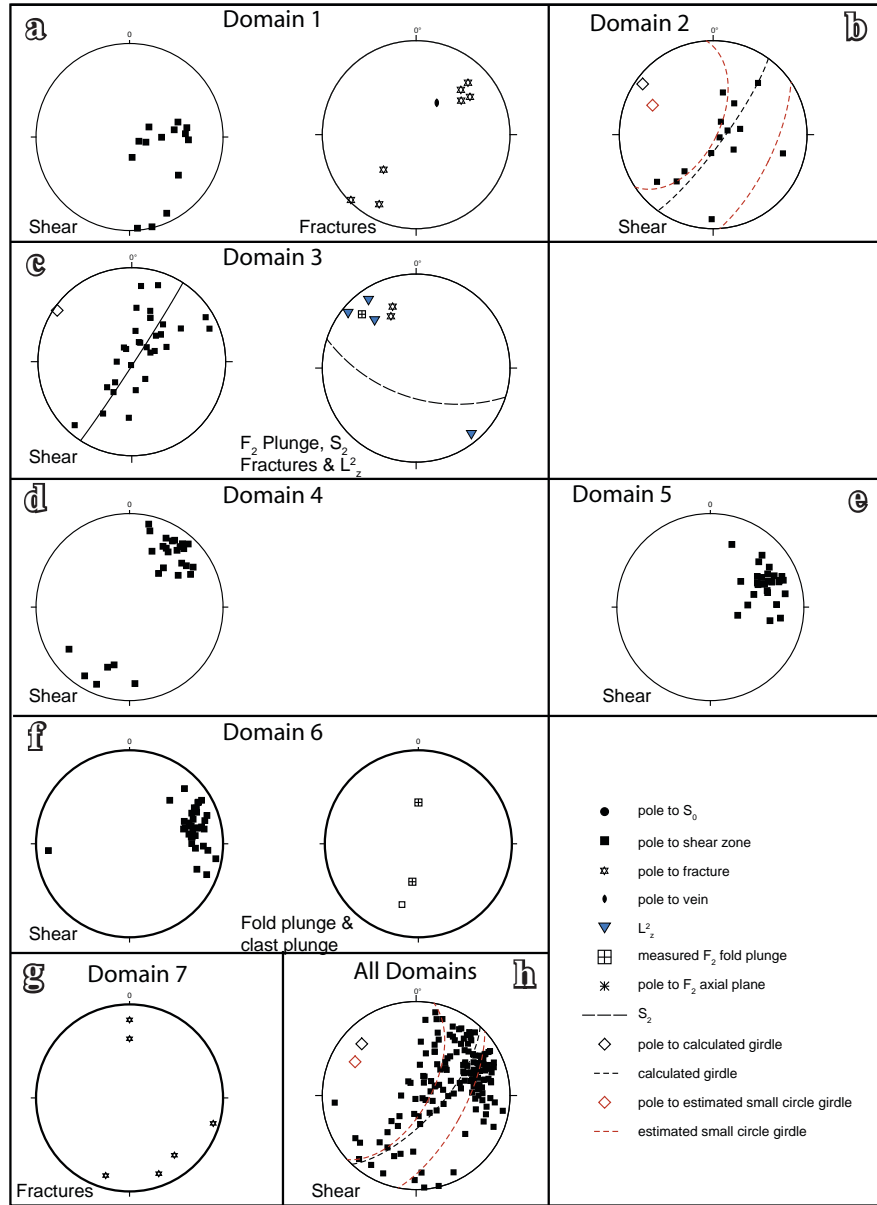 a Domain 1
0
0°
Shear
Fractures
Domain 2 b
0°
Shear
c Domain 3
0°
0°
Shear
F₂ Plunge, S₂
Fractures & L²z
d Domain 4
0
Shear
Domain 5 e
0
Shear
f Domain 6
0
0
Shear
Fold plunge &
clast plunge
g Domain 7
0°
Fractures
All Domains h
0°
Shear
pole to S₀
pole to shear zone
pole to fracture
pole to vein
L²z
measured F₂ fold plunge
pole to F₂ axial plane
S₂
pole to calculated girdle
calculated girdle
pole to estimated small circle girdle
estimated small circle girdle